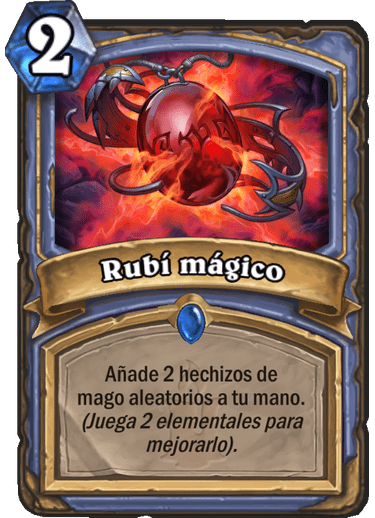 2
Rubí mágico
Añade 2 hechizos de
mago aleatorios a tu mano.
(Juega 2 elementales para
mejorarlo).